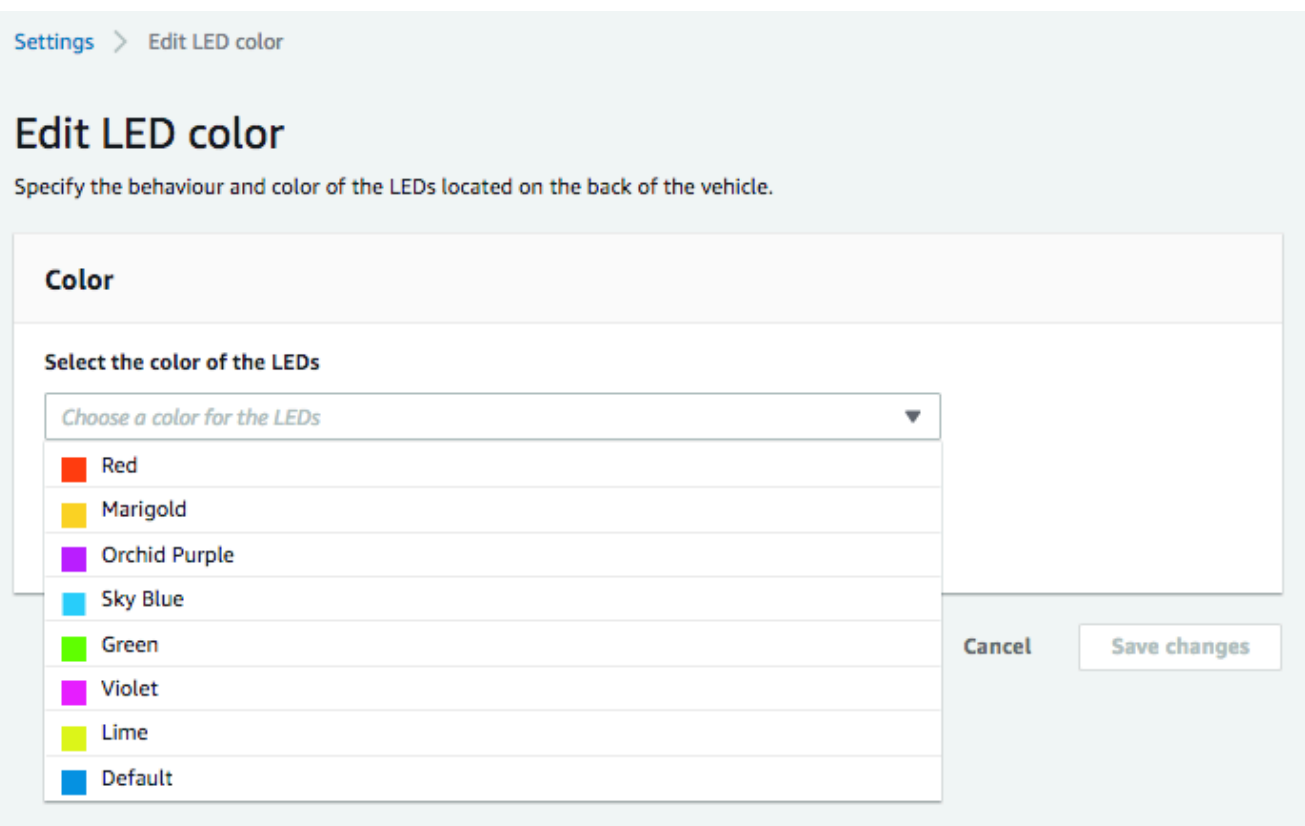 Settings > Edit LED color
Edit LED color
Specify the behaviour and color of the LEDs located on the back of the vehicle.
Color
Select the color of the LEDs
Choose a color for the LEDs
Red
Marigold
Orchid Purple
Sky Blue
Green
Violet
Lime
Default
Cancel Save changes